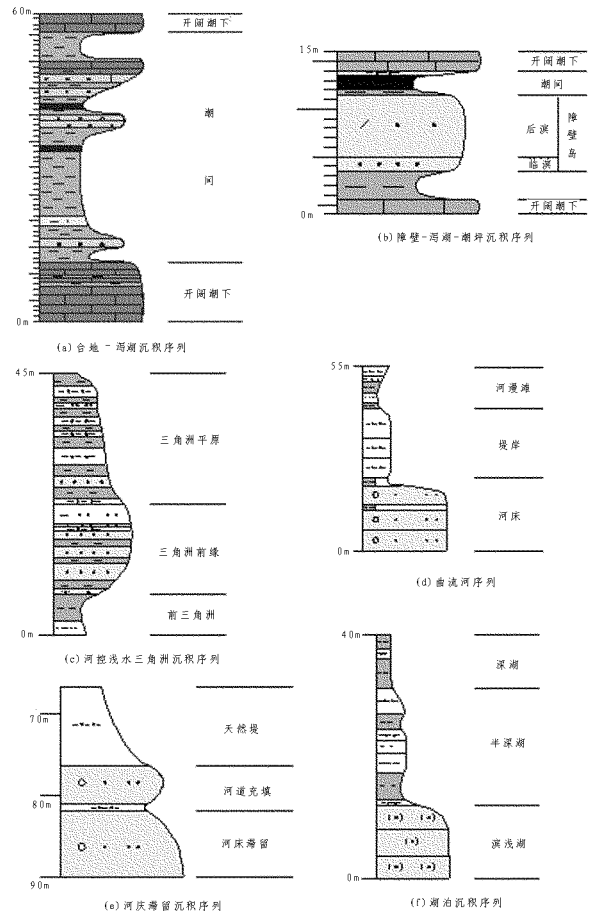 60m
开阔潮下
潮
间
开阔潮下
0m
(a)台地-泻湖沉积序列
15m
开阔潮下
潮间
后滨
障壁岛
临滨
开阔潮下
0m
(b)障壁-泻湖-潮坪沉积序列
45m
三角洲平原
三角洲前缘
前三角洲
0m
(c)河控浅水三角洲沉积序列
55m
河漫滩
堤岸
河床
0m
(d)曲流河序列
70m
天然堤
河道充填
80m
河床滞留
90m
(e)河床滞留沉积序列
40m
深湖
半深湖
滨浅湖
0m
(f)湖泊沉积序列